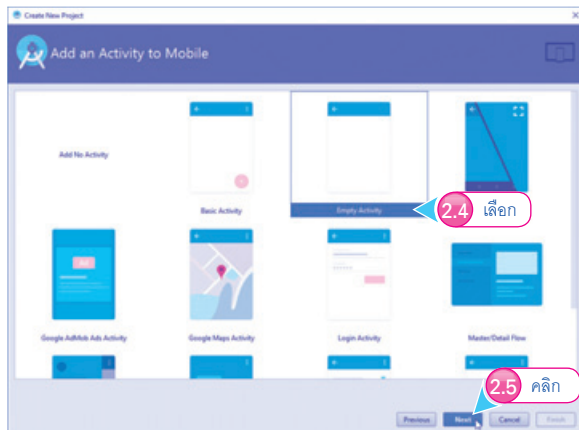 Create New Project
Add an Activity to Mobile
Add No Activity
Basic Activity
Empty Activity
2.4 เลือก
Google AdMob Ads Activity
Google Maps Activity
Login Activity
Master/Detail Flow
2.5 คลิก
Previous
Next
Cancel
Finish